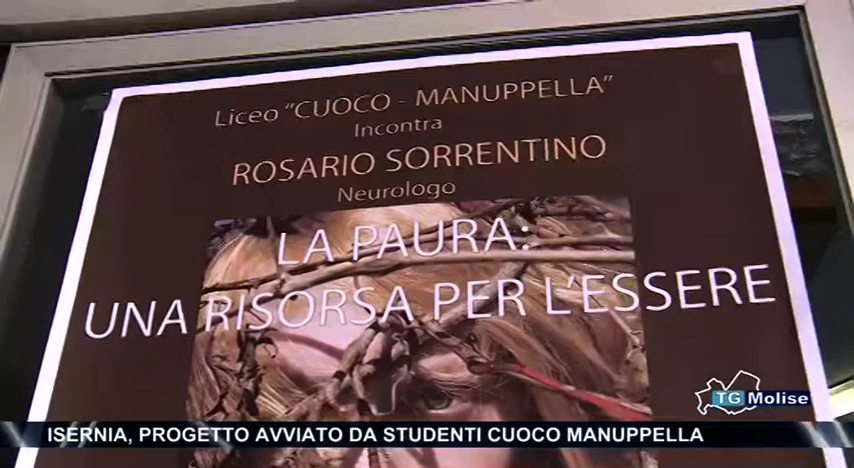 Liceo “CUOCO - MANUPPELLA”
Incontra
ROSARIO SORRENTINO
Neurologo
LA PAURA:
UNA RISORSA PER L’ESSERE
TG Molise
ISERNIA, PROGETTO AVVIATO DA STUDENTI CUOCO MANUPPELLA